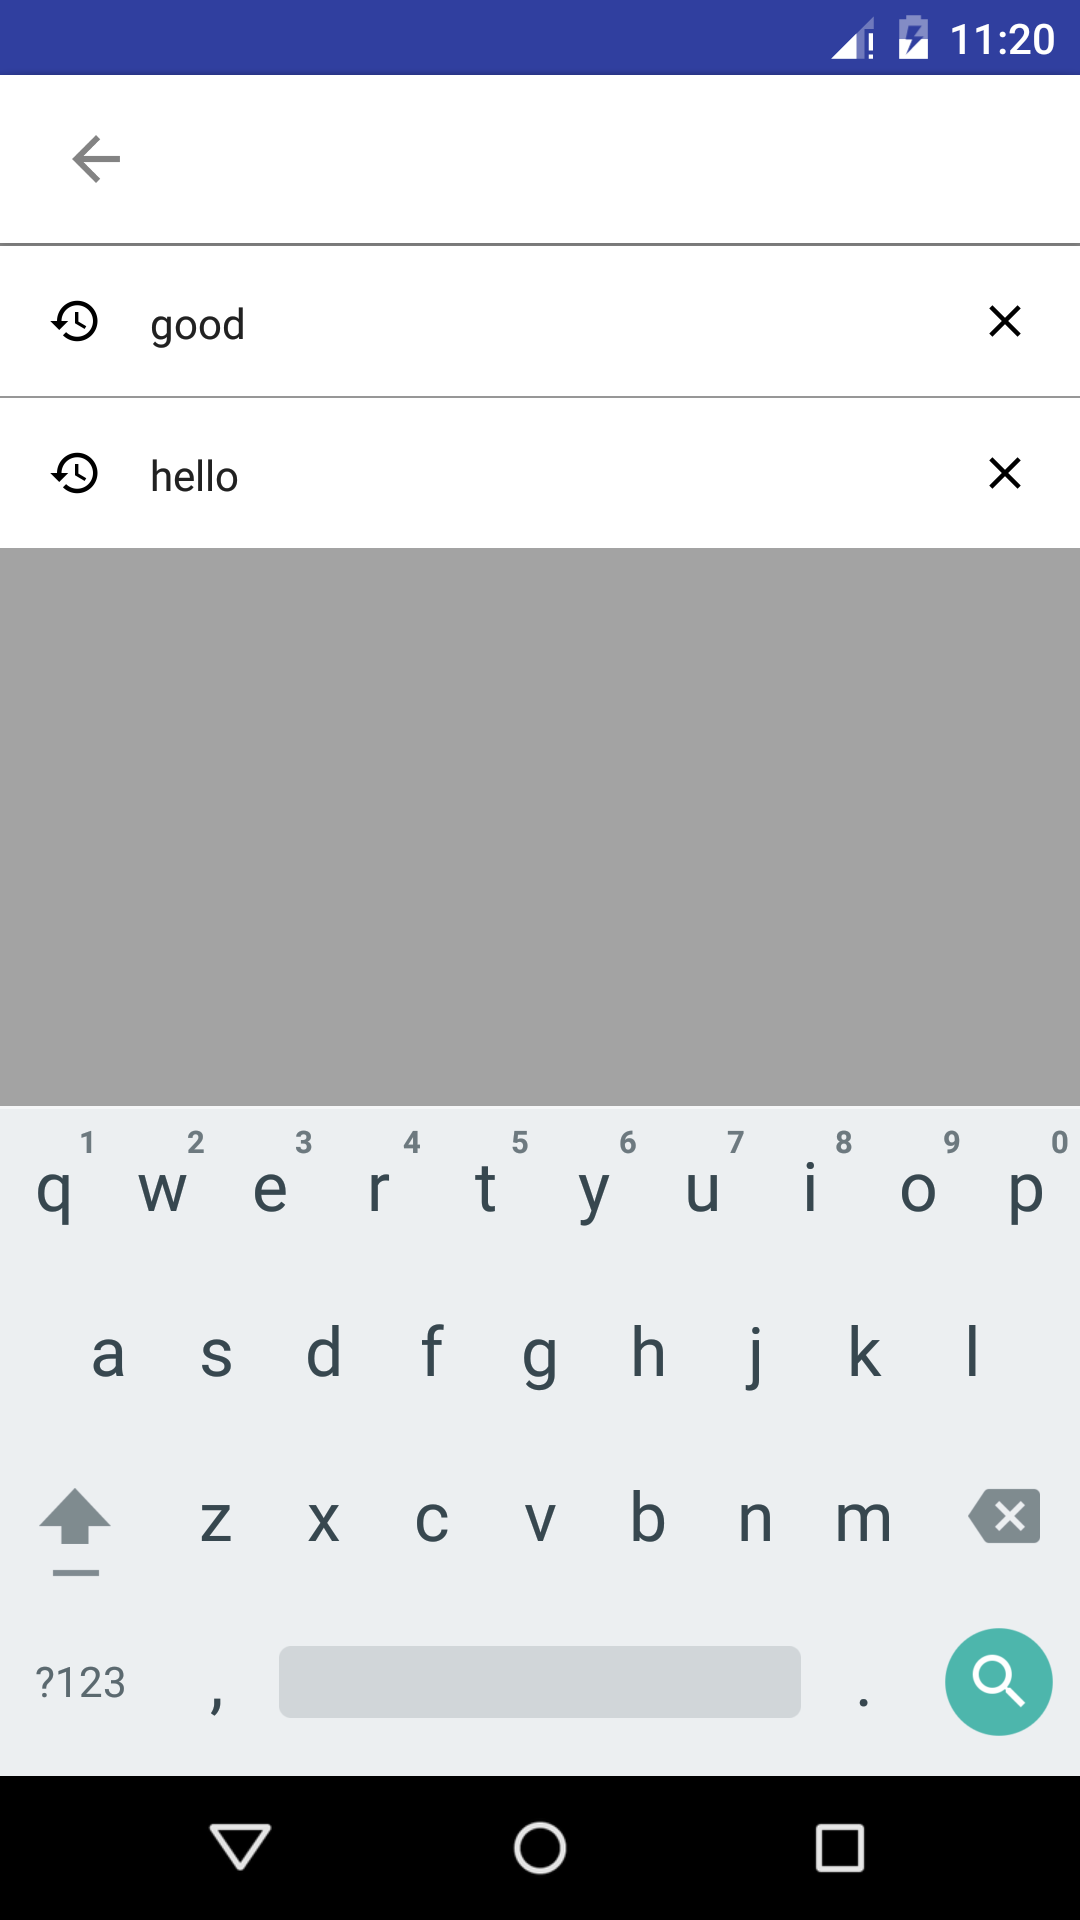 11:20
good
hello
1 2 3 4 5 6 7 8 9 0
q w e r t y u i o p
a s d f g h j k l
z x c v b n m
?123 , .